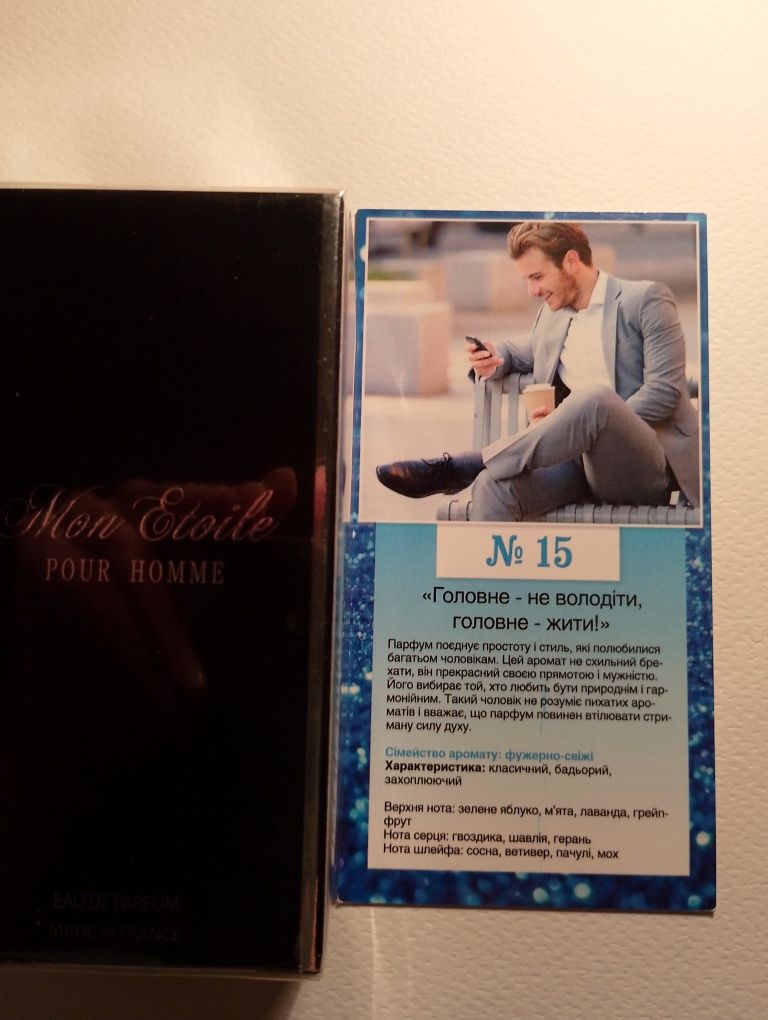 Mon Etoile
POUR HOMME
EAU DE PARFUM
MADE IN FRANCE
№ 15
«Головне - не володіти,
головне - жити!»
Парфум поєднує простоту і стиль, які полюбилися
багатьом чоловікам. Цей аромат не схильний бре-
хати, він прекрасний своєю прямотою і мужністю.
Його вибирає той, хто любить бути природнім і гар-
монійним. Такий чоловік не розуміє пихатих аро-
матів і вважає, що парфум повинен втілювати стри-
ману силу духу.
Сімейство аромату: фужерно-свіжі
Характеристика: класичний, бадьорий,
захоплюючий
Верхня нота: зелене яблуко, м'ята, лаванда, грейп-
фрут
Нота серця: гвоздика, шавлія, герань
Нота шлейфа: сосна, ветивер, пачулі, мох